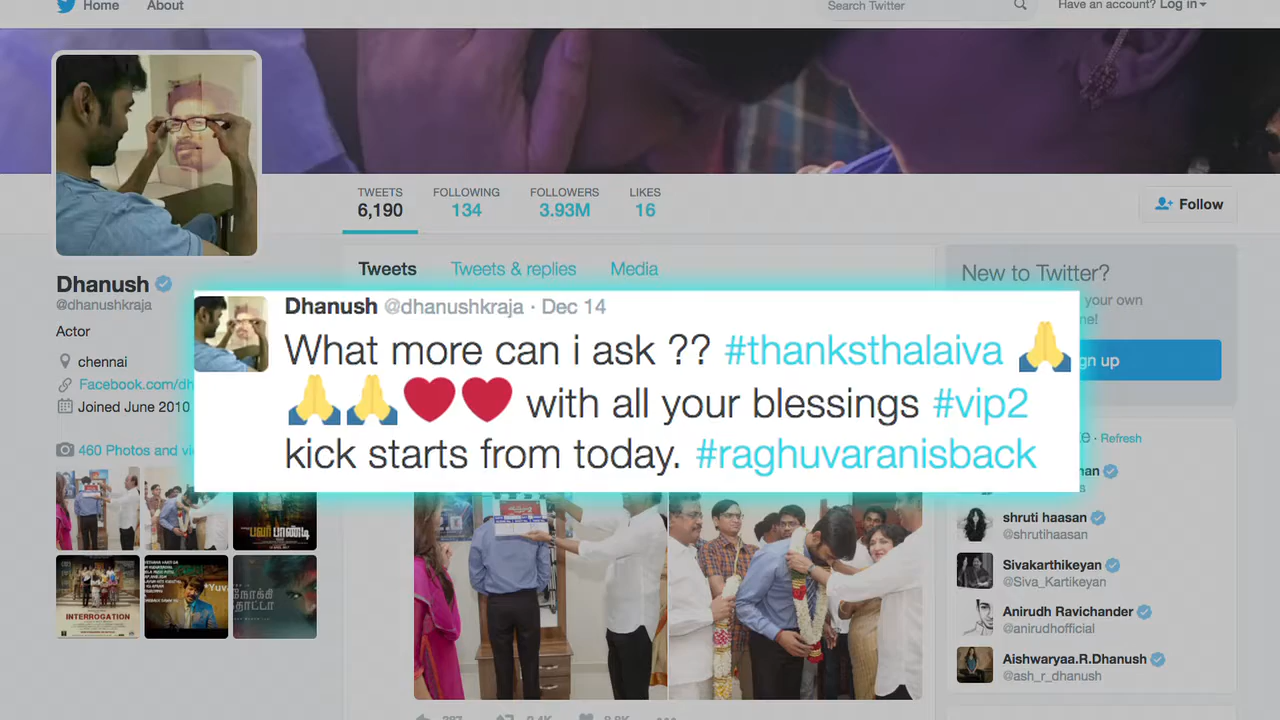 Home About
Search Twitter
Have an account? Log in
TWEETS FOLLOWING FOLLOWERS LIKES
6,190 134 3.93M 16
Follow
Dhanush
@dhanushkraja
Actor
chennai
Facebook.com/dh
Joined June 2010
460 Photos and vi
INTERROGATION
Tweets Tweets & replies Media
Dhanush @dhanushkraja · Dec 14
What more can i ask ?? #thanksthalaiva 🙏
🙏🙏❤️❤️ with all your blessings #vip2
kick starts from today. #raghuvaranisback
New to Twitter?
your own
Refresh
shruti haasan
@shrutihaasan
Sivakarthikeyan
@Siva_Kartikeyan
Anirudh Ravichander
@anirudhofficial
Aishwaryaa.R.Dhanush
@ash_r_dhanush